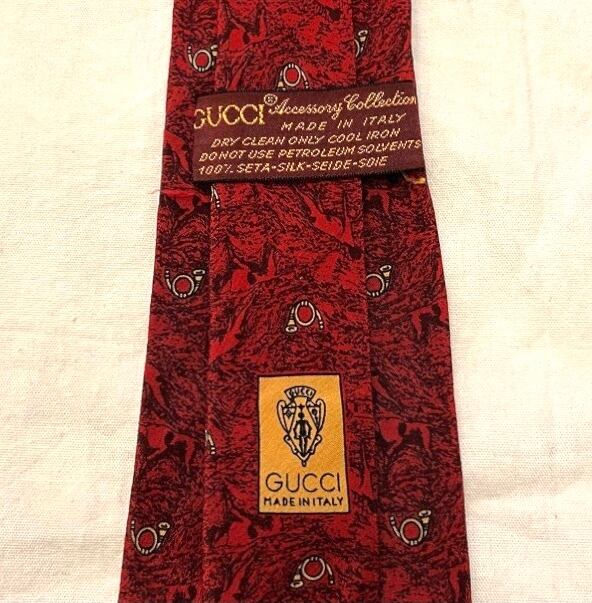 GUCCI® Accessory Collection
MADE IN ITALY
DRY CLEAN ONLY COOL IRON
DO NOT USE PETROLEUM SOLVENTS
100% SETA-SILK-SEIDE-SOIE
GUCCI
GUCCI
MADE IN ITALY